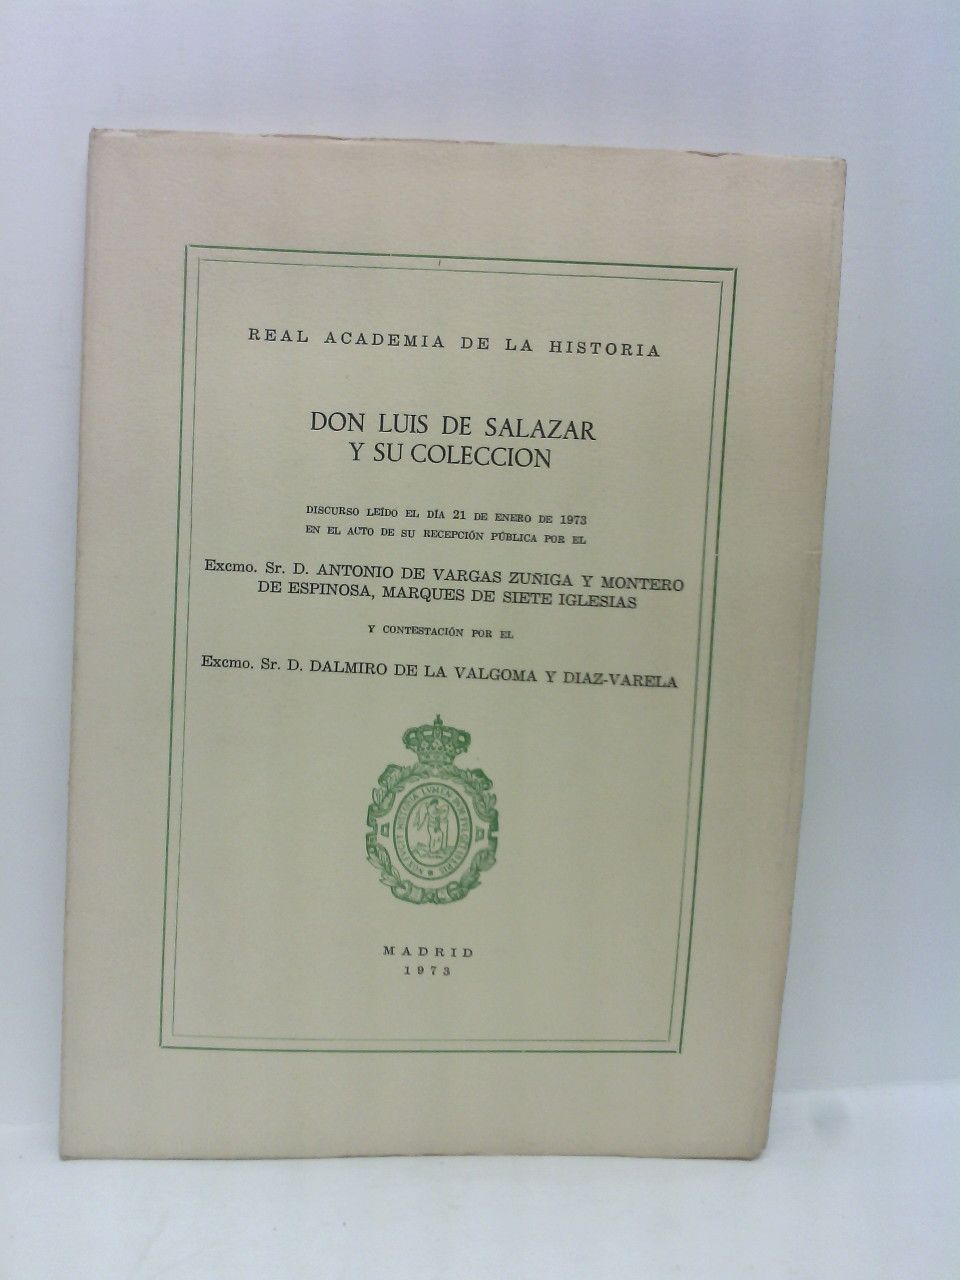 REAL ACADEMIA DE LA HISTORIA
DON LUIS DE SALAZAR
Y SU COLECCION
DISCURSO LEÍDO EL DÍA 21 DE ENERO DE 1973
EN EL ACTO DE SU RECEPCIÓN PÚBLICA POR EL
Excmo. Sr. D. ANTONIO DE VARGAS ZUÑIGA Y MONTERO
DE ESPINOSA, MARQUES DE SIETE IGLESIAS
Y CONTESTACIÓN POR EL
Excmo. Sr. D. DALMIRO DE LA VALGOMA Y DIAZ-VARELA
MADRID
1973